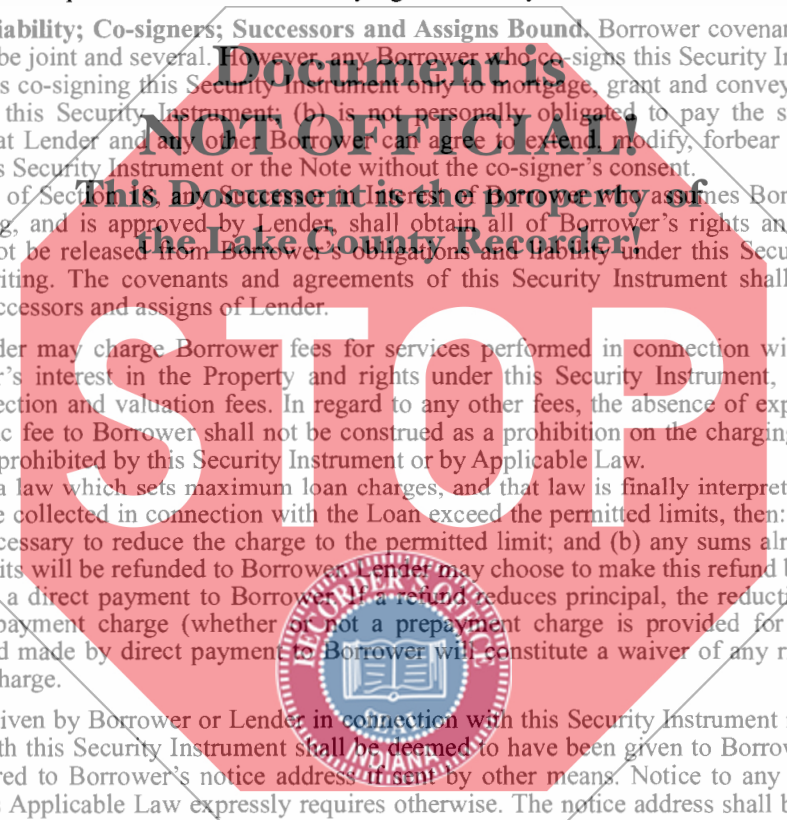 iability; Co-signers; Successors and Assigns Bound. Borrower covenan
be joint and several. However, any Borrower who co-signs this Security In
s co-signing this Security Instrument only to mortgage, grant and convey
this Security Instrument; (b) is not personally obligated to pay the s
at Lender and any other Borrower can agree to extend, modify, forbear
s Security Instrument or the Note without the co-signer's consent.
of Section 18, any Successor in Interest of Borrower who assumes Bor
g, and is approved by Lender, shall obtain all of Borrower's rights an
ot be released from Borrower's obligations and liability under this Secu
riting. The covenants and agreements of this Security Instrument shall
ccessors and assigns of Lender.
Document is
NOT OFFICIAL!
This Document is the property of
the Lake County Recorder!
STOP
der may charge Borrower fees for services performed in connection wi
r's interest in the Property and rights under this Security Instrument,
ection and valuation fees. In regard to any other fees, the absence of exp
ic fee to Borrower shall not be construed as a prohibition on the charging
prohibited by this Security Instrument or by Applicable Law.
a law which sets maximum loan charges, and that law is finally interpret
e collected in connection with the Loan exceed the permitted limits, then:
cessary to reduce the charge to the permitted limit; and (b) any sums alr
its will be refunded to Borrower. Lender may choose to make this refund b
a direct payment to Borrower. If a refund reduces principal, the reducti
payment charge (whether or not a prepayment charge is provided for
d made by direct payment to Borrower will constitute a waiver of any r
harge.
iven by Borrower or Lender in connection with this Security Instrument
th this Security Instrument shall be deemed to have been given to Borrow
red to Borrower's notice address if sent by other means. Notice to any
s Applicable Law expressly requires otherwise. The notice address shall b
RECORDER'S OFFICE
INDIANA